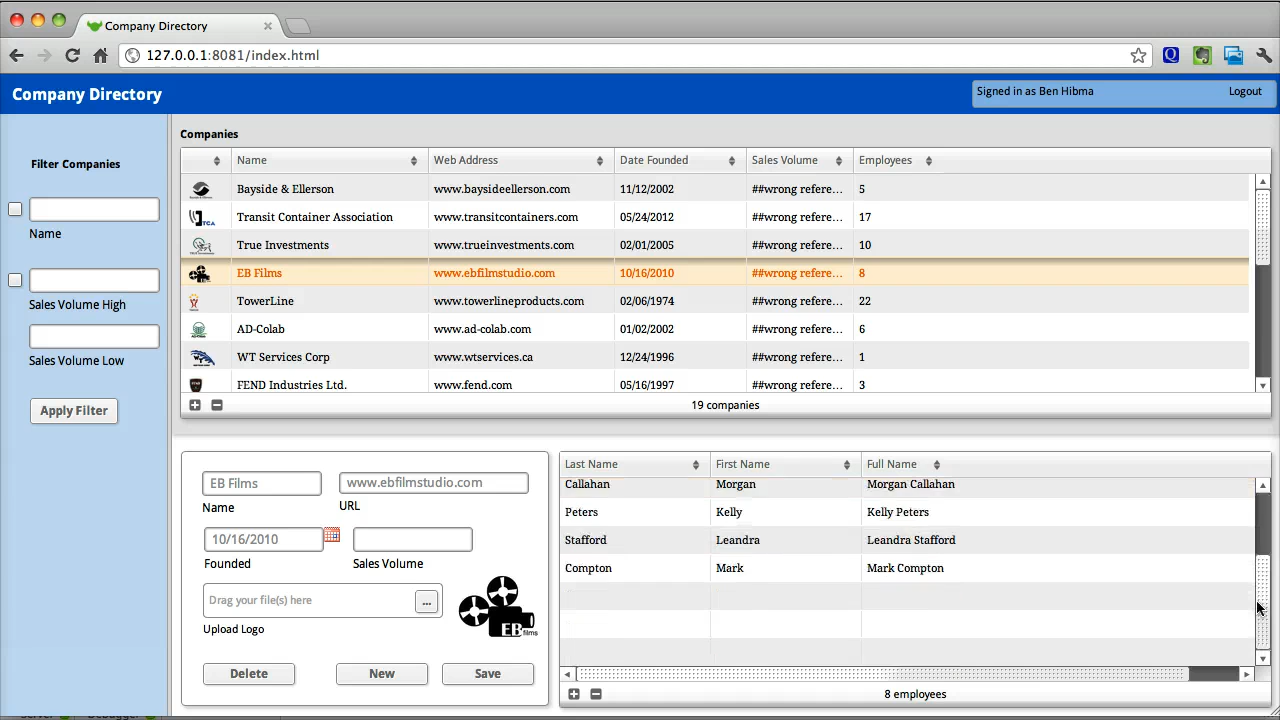 Company Directory
127.0.0.1:8081/index.html
Company Directory
Signed in as Ben Hibma Logout
Filter Companies
Name
Sales Volume High
Sales Volume Low
Apply Filter
Companies
Name Web Address Date Founded Sales Volume Employees
Bayside & Ellerson www.baysideellerson.com 11/12/2002 ##wrong refere... 5
TCA Transit Container Association www.transitcontainers.com 05/24/2012 ##wrong refere... 17
True Investments www.trueinvestments.com 02/01/2005 ##wrong refere... 10
EB Films www.ebfilmstudio.com 10/16/2010 ##wrong refere... 8
TowerLine www.towerlineproducts.com 02/06/1974 ##wrong refere... 22
AD-Colab www.ad-colab.com 01/02/2002 ##wrong refere... 6
WT Services Corp www.wtservices.ca 12/24/1996 ##wrong refere... 1
FEND Industries Ltd. www.fend.com 05/16/1997 ##wrong refere... 3
19 companies
EB Films www.ebfilmstudio.com
Name URL
10/16/2010
Founded Sales Volume
Drag your file(s) here ...
Upload Logo
EB films
Delete New Save
Last Name First Name Full Name
Callahan Morgan Morgan Callahan
Peters Kelly Kelly Peters
Stafford Leandra Leandra Stafford
Compton Mark Mark Compton
8 employees